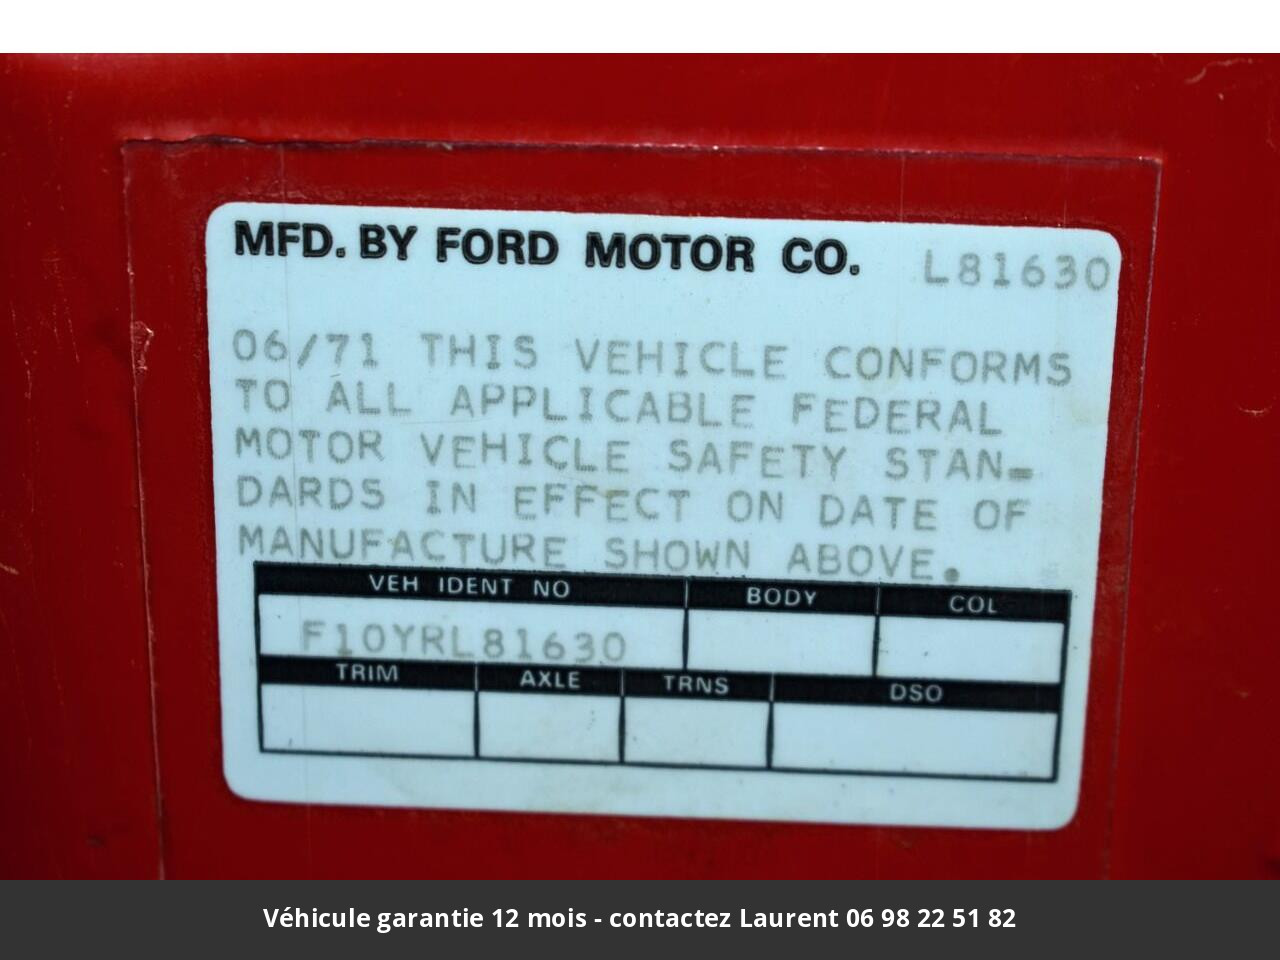 MFD. BY FORD MOTOR CO. L81630
06/71 THIS VEHICLE CONFORMS
TO ALL APPLICABLE FEDERAL
MOTOR VEHICLE SAFETY STAN-
DARDS IN EFFECT ON DATE OF
MANUFACTURE SHOWN ABOVE.
VEH IDENT NO BODY COL
F10YRL81630
TRIM AXLE TRNS DSO
Véhicule garantie 12 mois - contactez Laurent 06 98 22 51 82